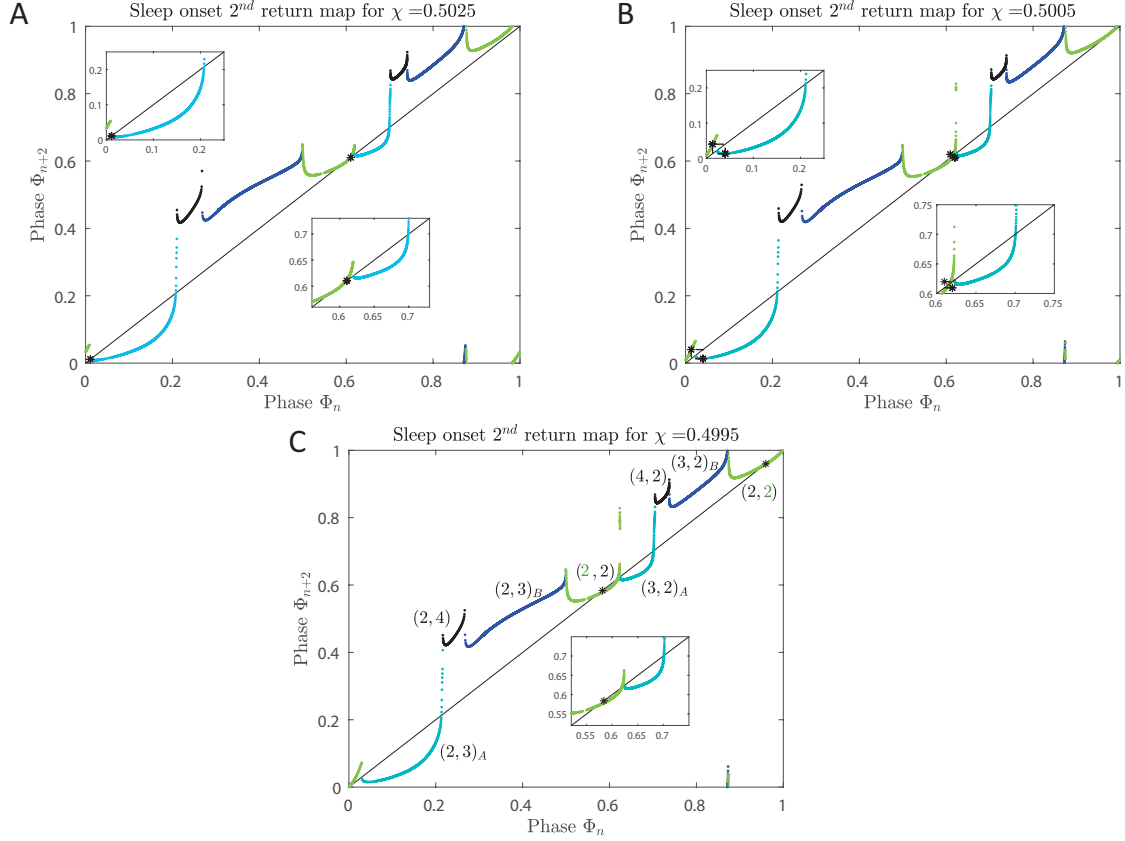 A
Sleep onset 2nd return map for χ =0.5025
1
0.8
0.6
0.4
0.2
0
Phase Φn+2
0 0.2 0.4 0.6 0.8 1
Phase Φn
0.2
0.1
0
0.1 0.2
0.7
0.65
0.6
0.6 0.65 0.7
B
Sleep onset 2nd return map for χ =0.5005
1
0.8
0.6
0.4
0.2
0
Phase Φn+2
0 0.2 0.4 0.6 0.8 1
Phase Φn
0.2
0.1
0
0.1 0.2
0.75
0.7
0.65
0.6
0.6 0.65 0.7 0.75
C
Sleep onset 2nd return map for χ =0.4995
1
0.8
0.6
0.4
0.2
0
Phase Φn+2
0 0.2 0.4 0.6 0.8 1
Phase Φn
(3, 2)B
(4, 2)
(2, 2)
(2, 2)
(3, 2)A
(2, 3)B
(2, 4)
(2, 3)A
0.7
0.65
0.6
0.55
0.55 0.6 0.65 0.7